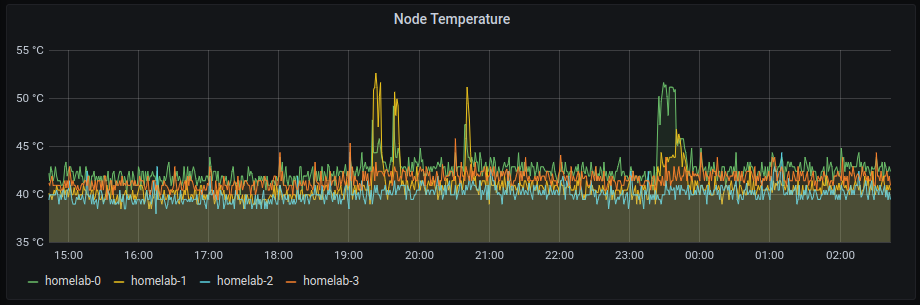 Node Temperature
55 °C
50 °C
45 °C
40 °C
35 °C
15:00 16:00 17:00 18:00 19:00 20:00 21:00 22:00 23:00 00:00 01:00 02:00
homelab-0 homelab-1 homelab-2 homelab-3